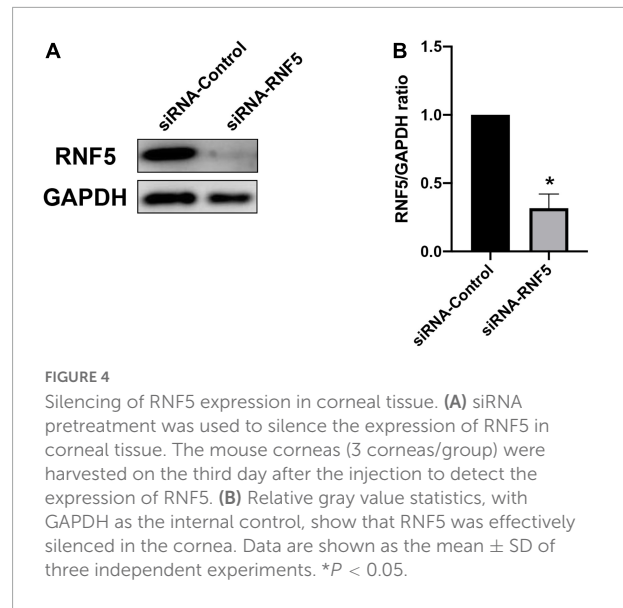 A
siRNA-Control
siRNA-RNF5
RNF5
GAPDH
B
RNF5/GAPDH ratio
1.5
1.0
0.5
0.0
*
siRNA-Control
siRNA-RNF5
FIGURE 4
Silencing of RNF5 expression in corneal tissue. (A) siRNA
pretreatment was used to silence the expression of RNF5 in
corneal tissue. The mouse corneas (3 corneas/group) were
harvested on the third day after the injection to detect the
expression of RNF5. (B) Relative gray value statistics, with
GAPDH as the internal control, show that RNF5 was effectively
silenced in the cornea. Data are shown as the mean ± SD of
three independent experiments. *P < 0.05.